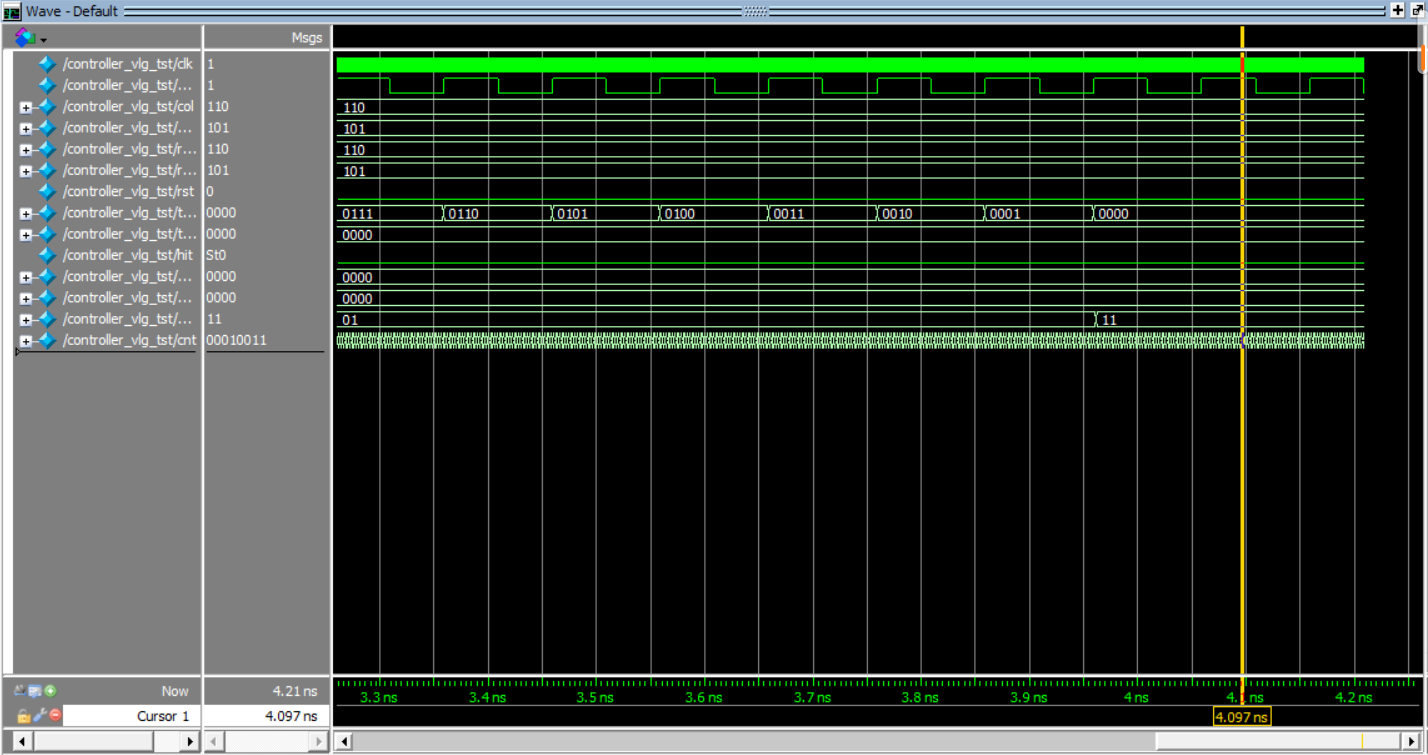 Wave - Default
Msgs
/controller_vlg_tst/clk 1
/controller_vlg_tst/... 1
/controller_vlg_tst/col 110 110
/controller_vlg_tst/... 101 101
/controller_vlg_tst/r... 110 110
/controller_vlg_tst/r... 101 101
/controller_vlg_tst/rst 0
/controller_vlg_tst/t... 0000 0111 0110 0101 0100 0011 0010 0001 0000
/controller_vlg_tst/t... 0000 0000
/controller_vlg_tst/hit St0
/controller_vlg_tst/... 0000 0000
/controller_vlg_tst/... 0000 0000
/controller_vlg_tst/... 11 01 11
/controller_vlg_tst/cnt 00010011
Now 4.21 ns 3.3 ns 3.4 ns 3.5 ns 3.6 ns 3.7 ns 3.8 ns 3.9 ns 4 ns 4.1 ns 4.2 ns
Cursor 1 4.097 ns 4.097 ns